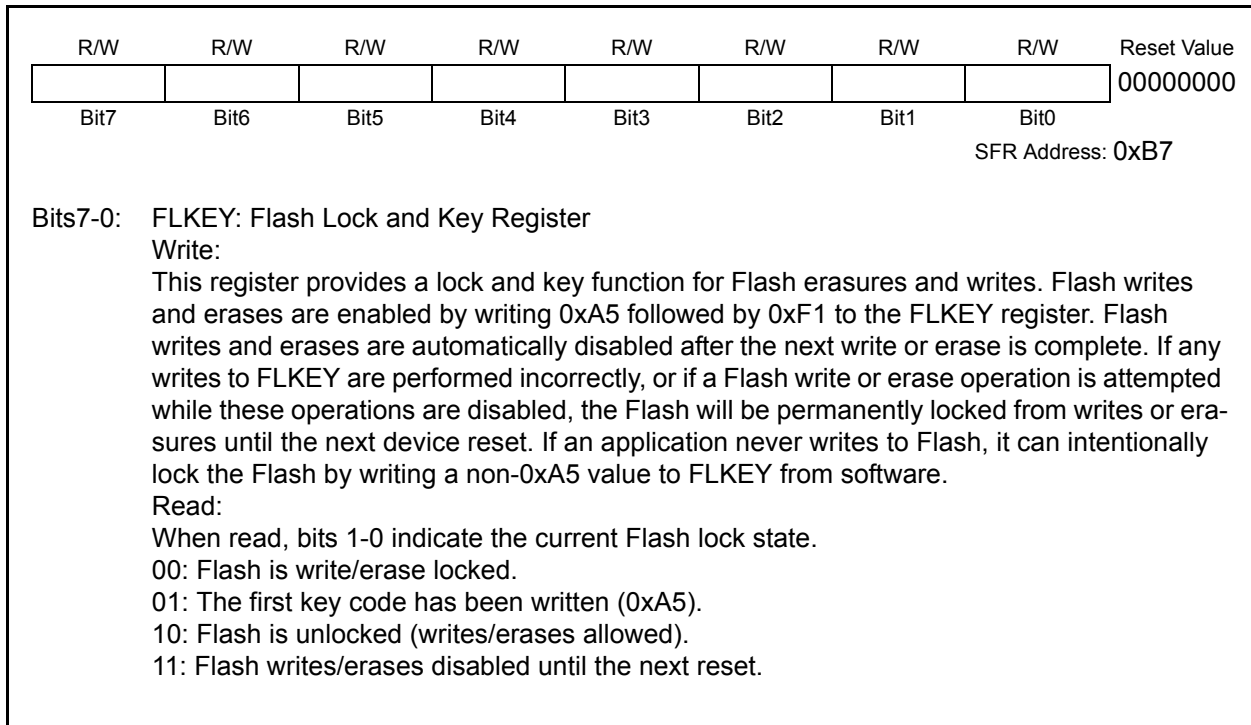 R/W R/W R/W R/W R/W R/W R/W R/W Reset Value
00000000
Bit7 Bit6 Bit5 Bit4 Bit3 Bit2 Bit1 Bit0
SFR Address: 0xB7
Bits7-0: FLKEY: Flash Lock and Key Register
Write:
This register provides a lock and key function for Flash erasures and writes. Flash writes
and erases are enabled by writing 0xA5 followed by 0xF1 to the FLKEY register. Flash
writes and erases are automatically disabled after the next write or erase is complete. If any
writes to FLKEY are performed incorrectly, or if a Flash write or erase operation is attempted
while these operations are disabled, the Flash will be permanently locked from writes or era-
sures until the next device reset. If an application never writes to Flash, it can intentionally
lock the Flash by writing a non-0xA5 value to FLKEY from software.
Read:
When read, bits 1-0 indicate the current Flash lock state.
00: Flash is write/erase locked.
01: The first key code has been written (0xA5).
10: Flash is unlocked (writes/erases allowed).
11: Flash writes/erases disabled until the next reset.